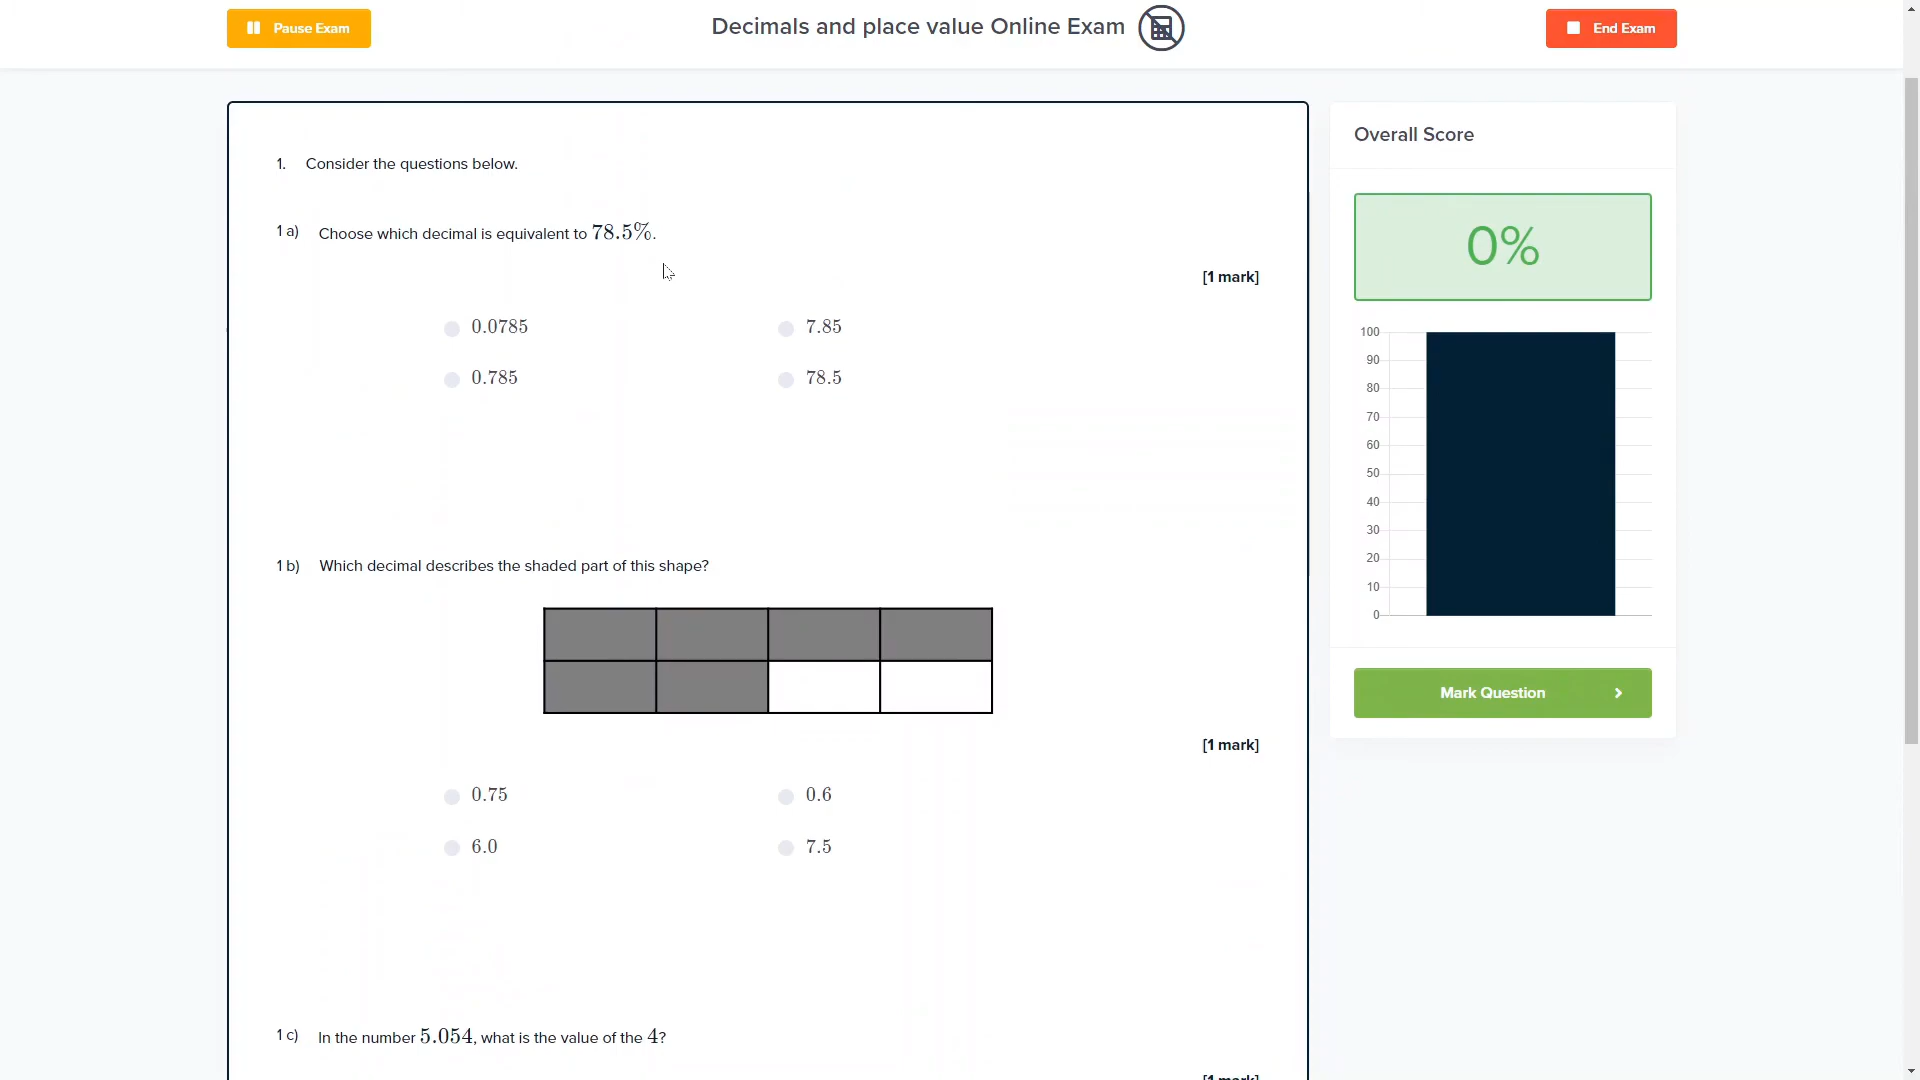 Pause Exam
Decimals and place value Online Exam
End Exam
1. Consider the questions below.
1 a) Choose which decimal is equivalent to 78.5%.
[1 mark]
0.0785
7.85
0.785
78.5
1 b) Which decimal describes the shaded part of this shape?
[1 mark]
0.75
0.6
6.0
7.5
1 c) In the number 5.054, what is the value of the 4?
[1 mark]
Overall Score
0%
100
90
80
70
60
50
40
30
20
10
0
Mark Question